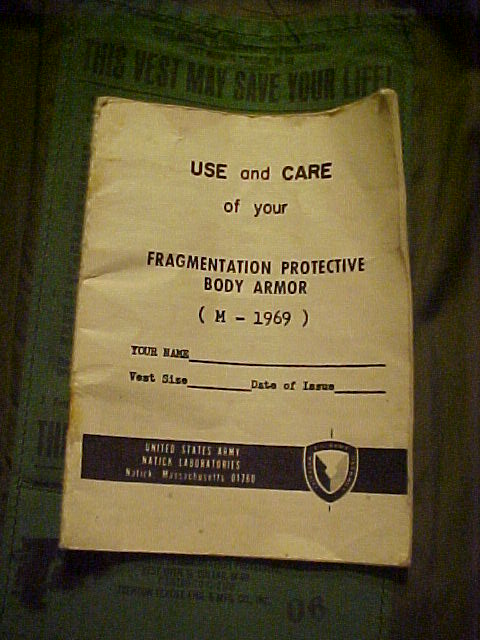 THIS VEST MAY SAVE YOUR LIFE!
USE and CARE
of your
FRAGMENTATION PROTECTIVE
BODY ARMOR
( M - 1969 )
YOUR NAME
Vest Size Date of Issue
UNITED STATES ARMY
NATICK LABORATORIES
Natick, Massachusetts 01760
06